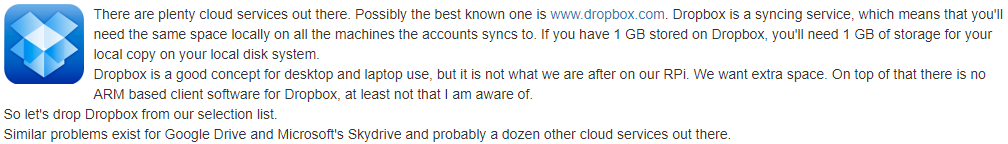 There are plenty cloud services out there. Possibly the best known one is www.dropbox.com. Dropbox is a syncing service, which means that you'll
need the same space locally on all the machines the accounts syncs to. If you have 1 GB stored on Dropbox, you'll need 1 GB of storage for your
local copy on your local disk system.
Dropbox is a good concept for desktop and laptop use, but it is not what we are after on our RPi. We want extra space. On top of that there is no
ARM based client software for Dropbox, at least not that I am aware of.
So let's drop Dropbox from our selection list.
Similar problems exist for Google Drive and Microsoft's Skydrive and probably a dozen other cloud services out there.